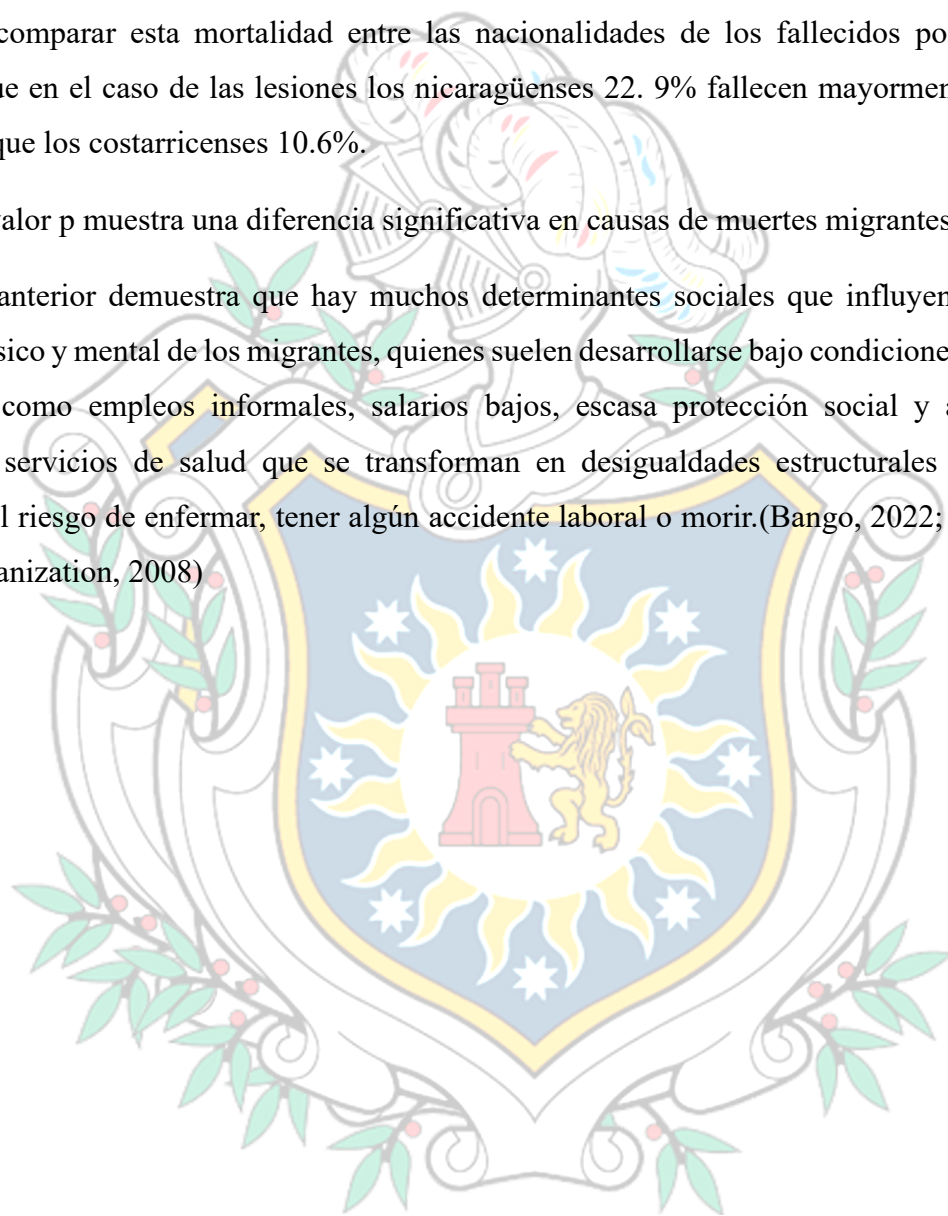 comparar esta mortalidad entre las nacionalidades de los fallecidos po
ue en el caso de las lesiones los nicaragüenses 22. 9% fallecen mayormen
que los costarricenses 10.6%.
valor p muestra una diferencia significativa en causas de muertes migrantes
anterior demuestra que hay muchos determinantes sociales que influyen
sico y mental de los migrantes, quienes suelen desarrollarse bajo condicione
como empleos informales, salarios bajos, escasa protección social y a
servicios de salud que se transforman en desigualdades estructurales
l riesgo de enfermar, tener algún accidente laboral o morir.(Bango, 2022;
anization, 2008)